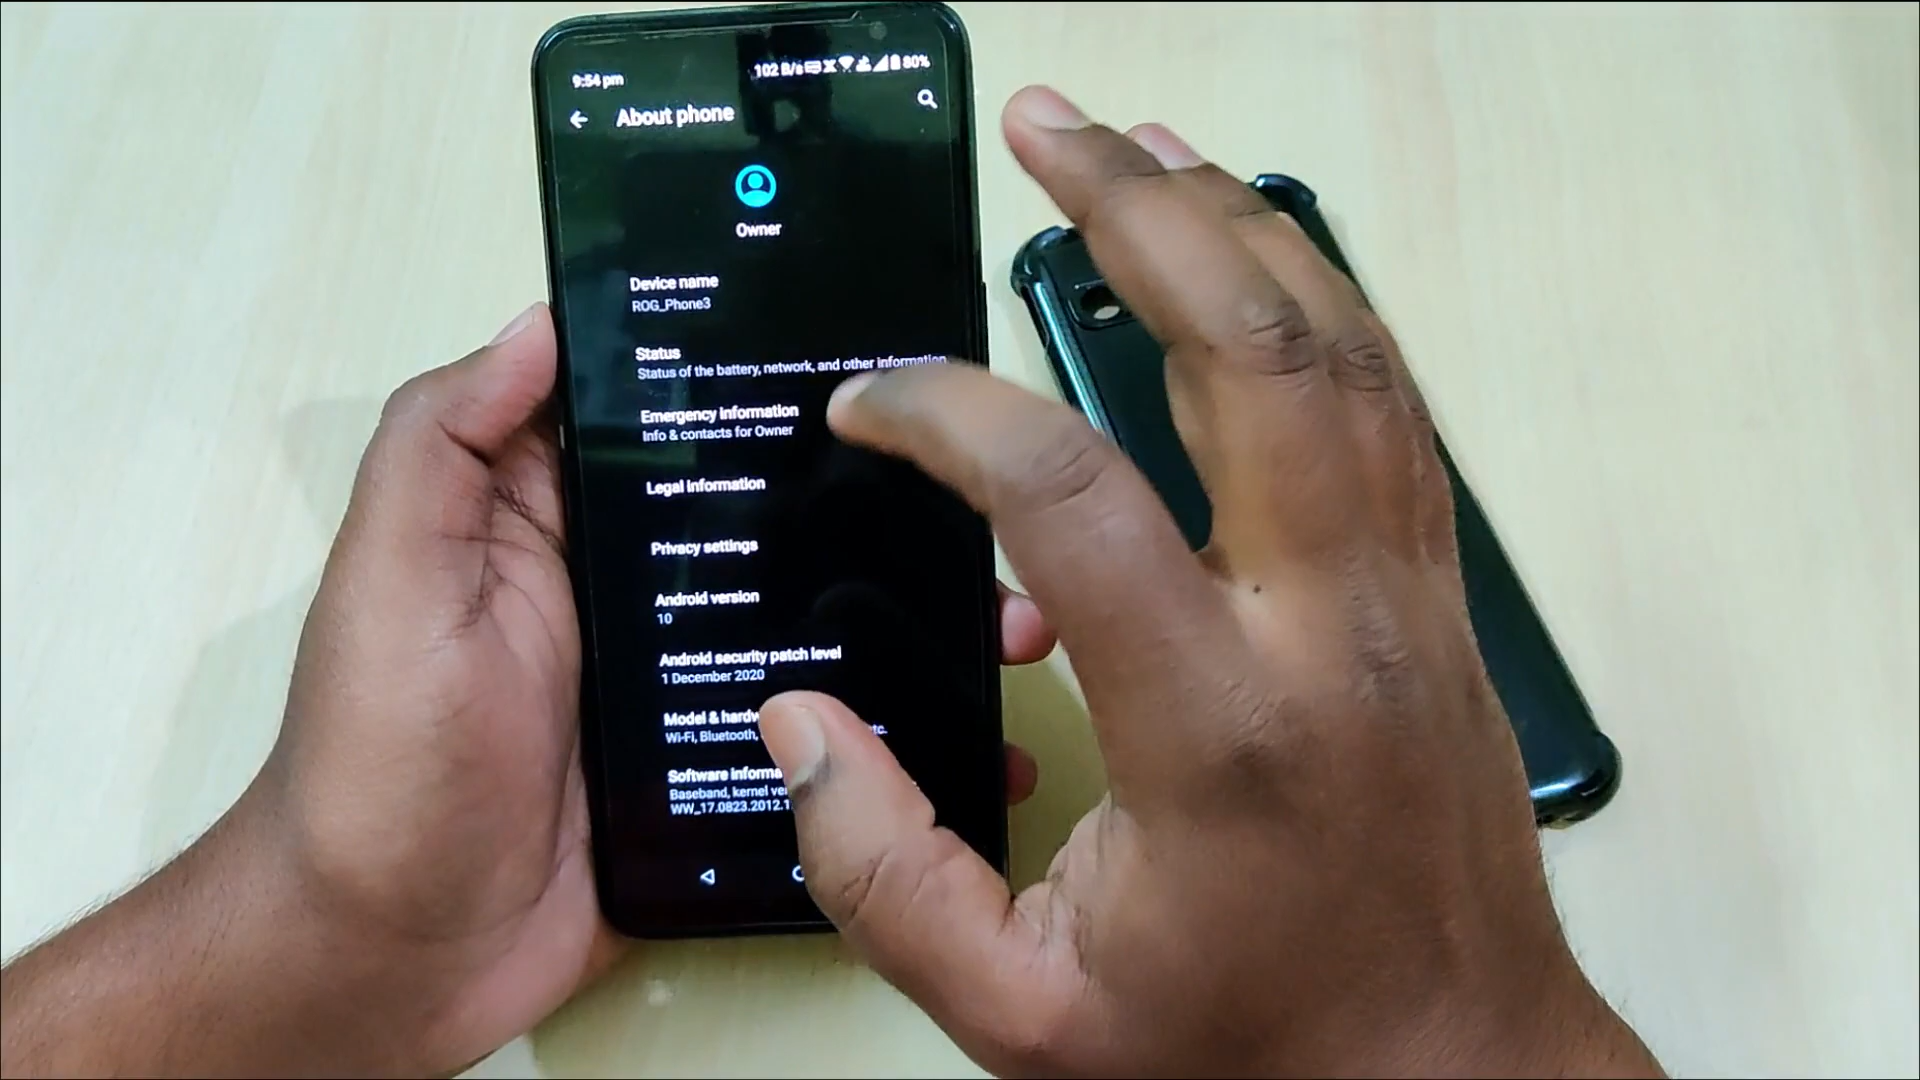 9:54 pm
102 B/s
80%
About phone
Owner
Device name
ROG_Phone3
Status
Status of the battery, network, and other information
Emergency information
Info & contacts for Owner
Legal information
Privacy settings
Android version
10
Android security patch level
1 December 2020
Model & hardw
Wi-Fi, Bluetooth, etc.
Software informa
Baseband, kernel ve
WW_17.0823.2012.1